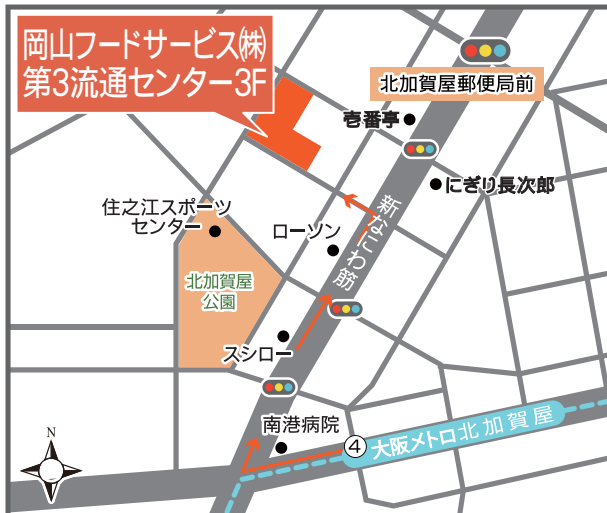 岡山フードサービス㈱
第3流通センター3F
北加賀屋郵便局前
壱番亭
にぎり長次郎
住之江スポーツ
センター
ローソン
新なにわ筋
北加賀屋
公園
スシロー
南港病院
④
大阪メトロ北加賀屋
N